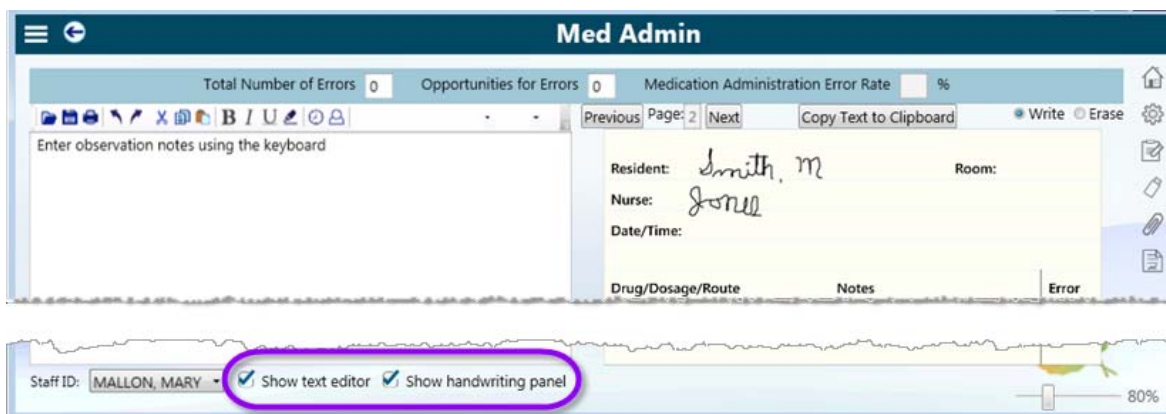 Med Admin
Total Number of Errors 0 Opportunities for Errors 0 Medication Administration Error Rate %
B I U
Previous Page: 2 Next Copy Text to Clipboard Write Erase
Enter observation notes using the keyboard
Resident: Smith, M Room:
Nurse: Jones
Date/Time:
Drug/Dosage/Route Notes Error
Staff ID: MALLON, MARY Show text editor Show handwriting panel
80%